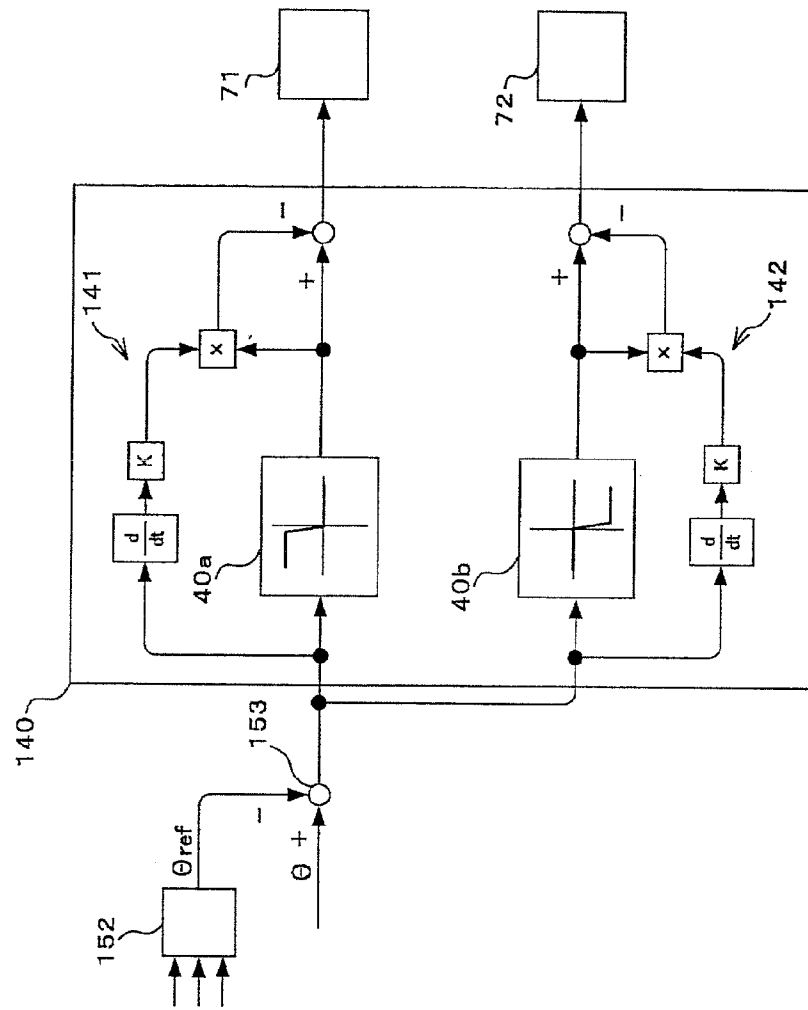 140
141
71
d
dt
K
×
−
+
40a
152
θref
−
θ +
153
40b
+
−
72
d
dt
K
×
142